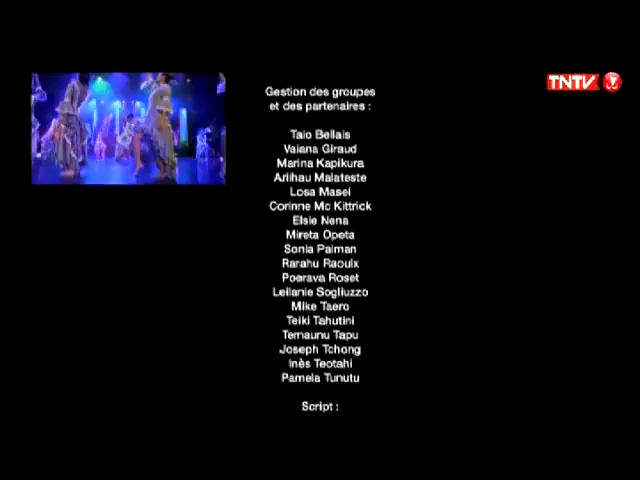 TNTV
Gestion des groupes
et des partenaires :
Taio Bellais
Vaiana Giraud
Marina Kapikura
Ariihau Malateste
Losa Masei
Corinne Mc Kittrick
Elsie Nena
Mireta Opeta
Sonia Paiman
Rarahu Raoulx
Poerava Roset
Leilanie Sogliuzzo
Mike Taero
Teiki Tahutini
Temaunu Tapu
Joseph Tchong
Inès Teotahi
Pamela Tunutu
Script :